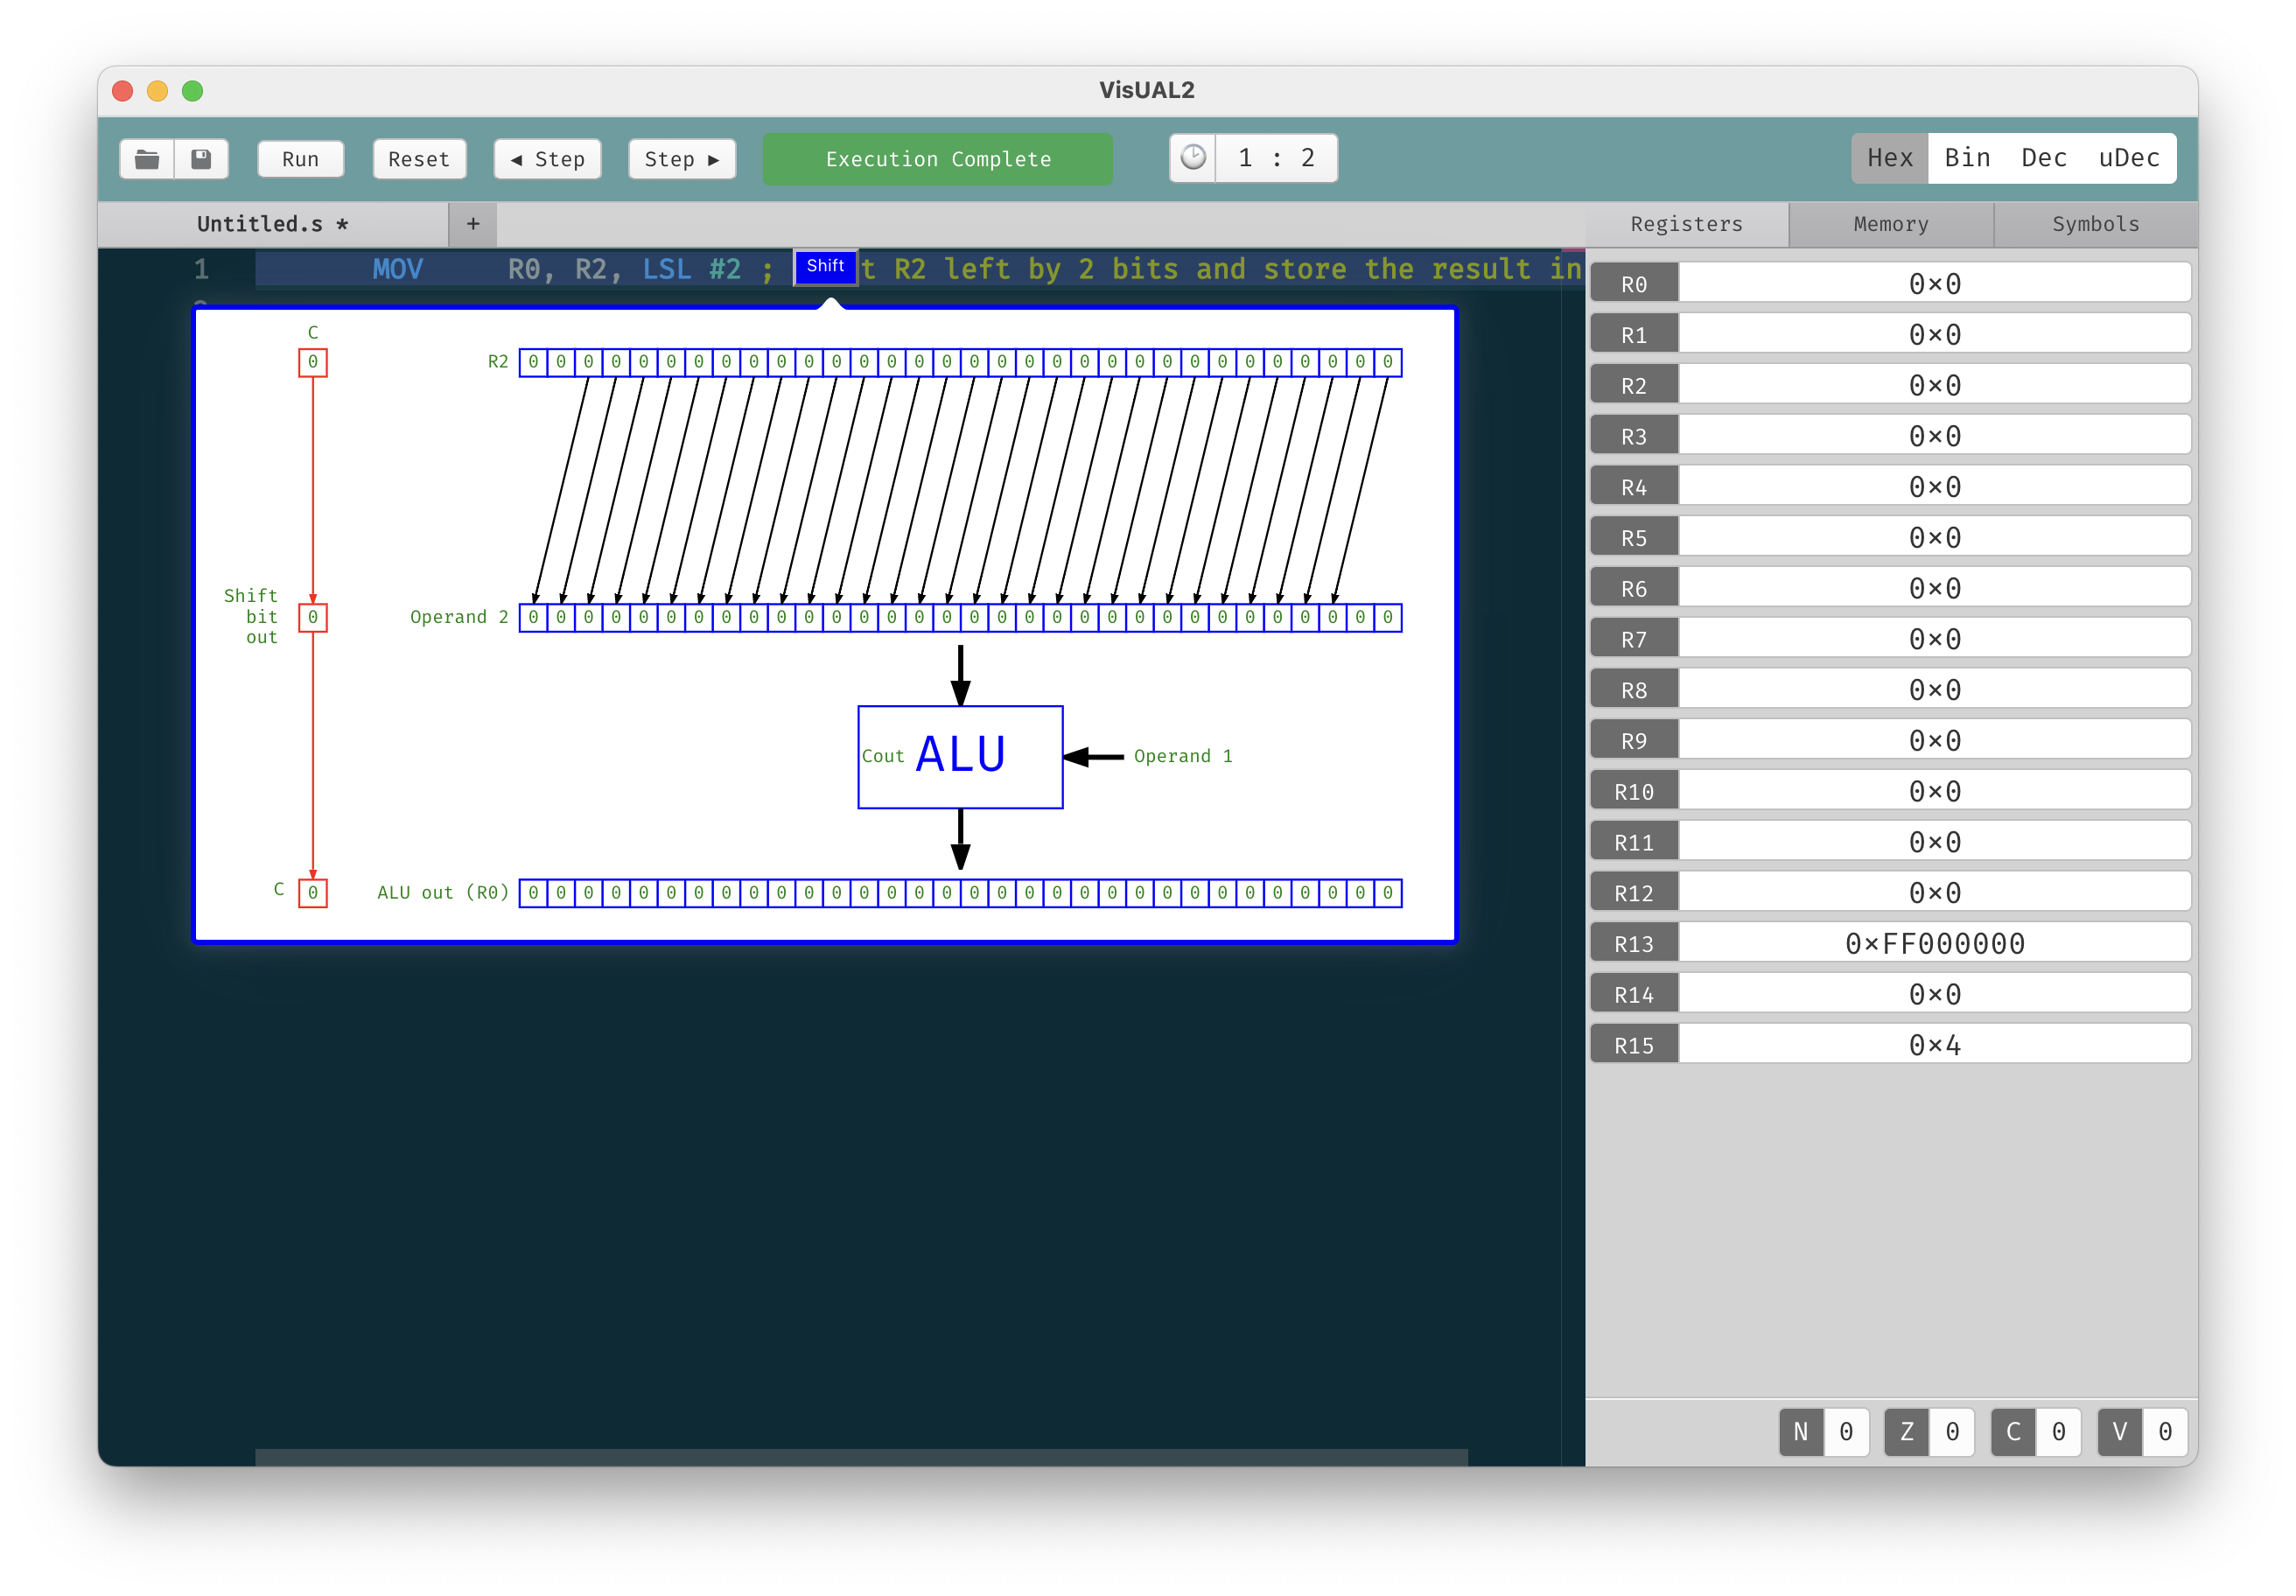 VisUAL2
Run Reset ◂ Step Step ▸ Execution Complete 1 : 2 Hex Bin Dec uDec
Untitled.s * + Registers Memory Symbols
1 MOV R0, R2, LSL #2 ; Shift t R2 left by 2 bits and store the result in
C
0 R2 0 0 0 0 0 0 0 0 0 0 0 0 0 0 0 0 0 0 0 0 0 0 0 0 0 0 0 0 0 0 0 0
Shift
bit
out
0 Operand 2 0 0 0 0 0 0 0 0 0 0 0 0 0 0 0 0 0 0 0 0 0 0 0 0 0 0 0 0 0 0 0 0
Cout ALU Operand 1
C 0 ALU out (R0) 0 0 0 0 0 0 0 0 0 0 0 0 0 0 0 0 0 0 0 0 0 0 0 0 0 0 0 0 0 0 0 0
R0 0×0
R1 0×0
R2 0×0
R3 0×0
R4 0×0
R5 0×0
R6 0×0
R7 0×0
R8 0×0
R9 0×0
R10 0×0
R11 0×0
R12 0×0
R13 0×FF000000
R14 0×0
R15 0×4
N 0 Z 0 C 0 V 0